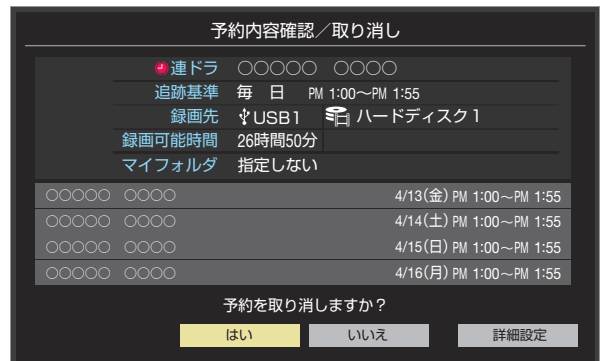 予約内容確認／取り消し
連ドラ ○○○○○ ○○○○
追跡基準 毎 日 PM 1:00～PM 1:55
録画先 USB1 ハードディスク1
録画可能時間 26時間50分
マイフォルダ 指定しない
○○○○○ ○○○○ 4/13(金) PM 1:00～PM 1:55
○○○○○ ○○○○ 4/14(土) PM 1:00～PM 1:55
○○○○○ ○○○○ 4/15(日) PM 1:00～PM 1:55
○○○○○ ○○○○ 4/16(月) PM 1:00～PM 1:55
予約を取り消しますか？
はい いいえ 詳細設定